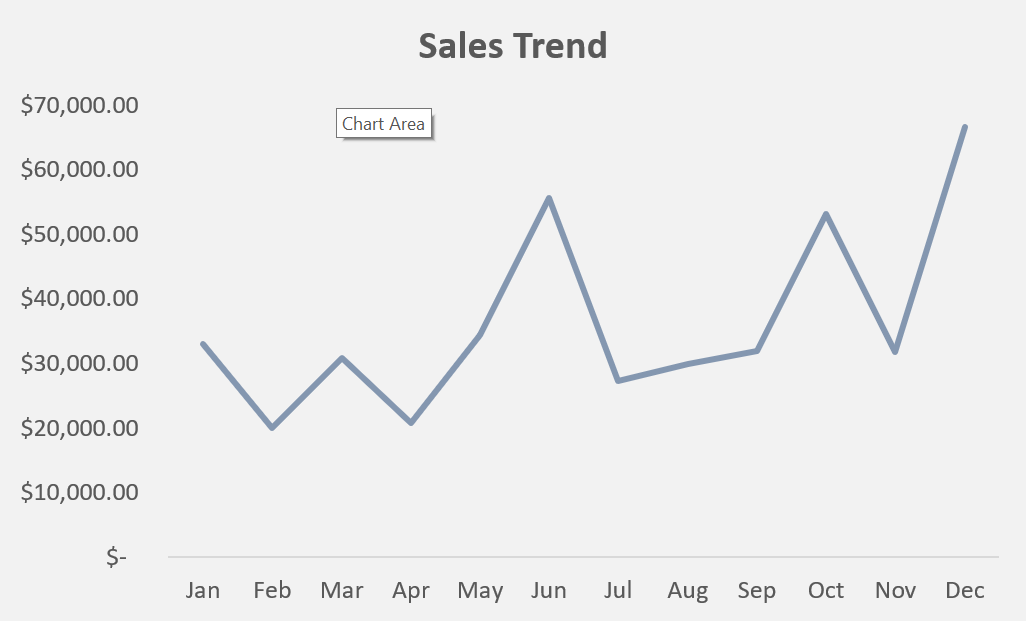 Sales Trend
$70,000.00
Chart Area
$60,000.00
$50,000.00
$40,000.00
$30,000.00
$20,000.00
$10,000.00
$-
Jan Feb Mar Apr May Jun Jul Aug Sep Oct Nov Dec